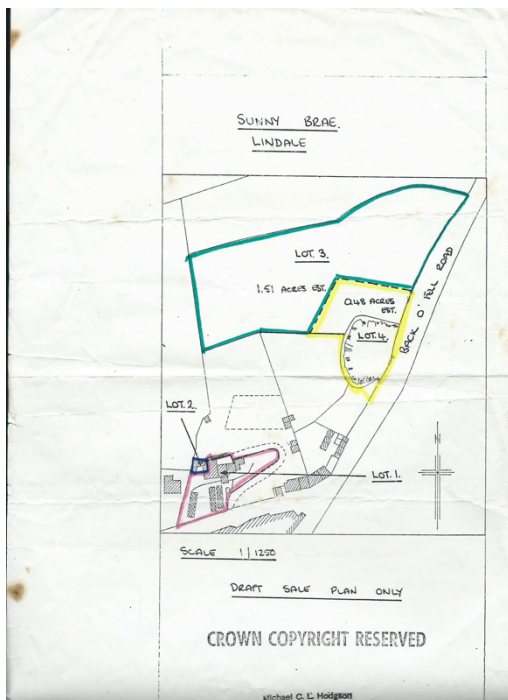 SUNNY BRAE.
LINDALE
LOT. 3.
1.51 ACRES EST.
0.48 ACRES
EST.
LOT.4.
BACK O' FELL ROAD
LOT.2.
LOT.1.
SCALE 1/1250
DRAFT SALE PLAN ONLY
CROWN COPYRIGHT RESERVED
Michael C. L. Hodgson